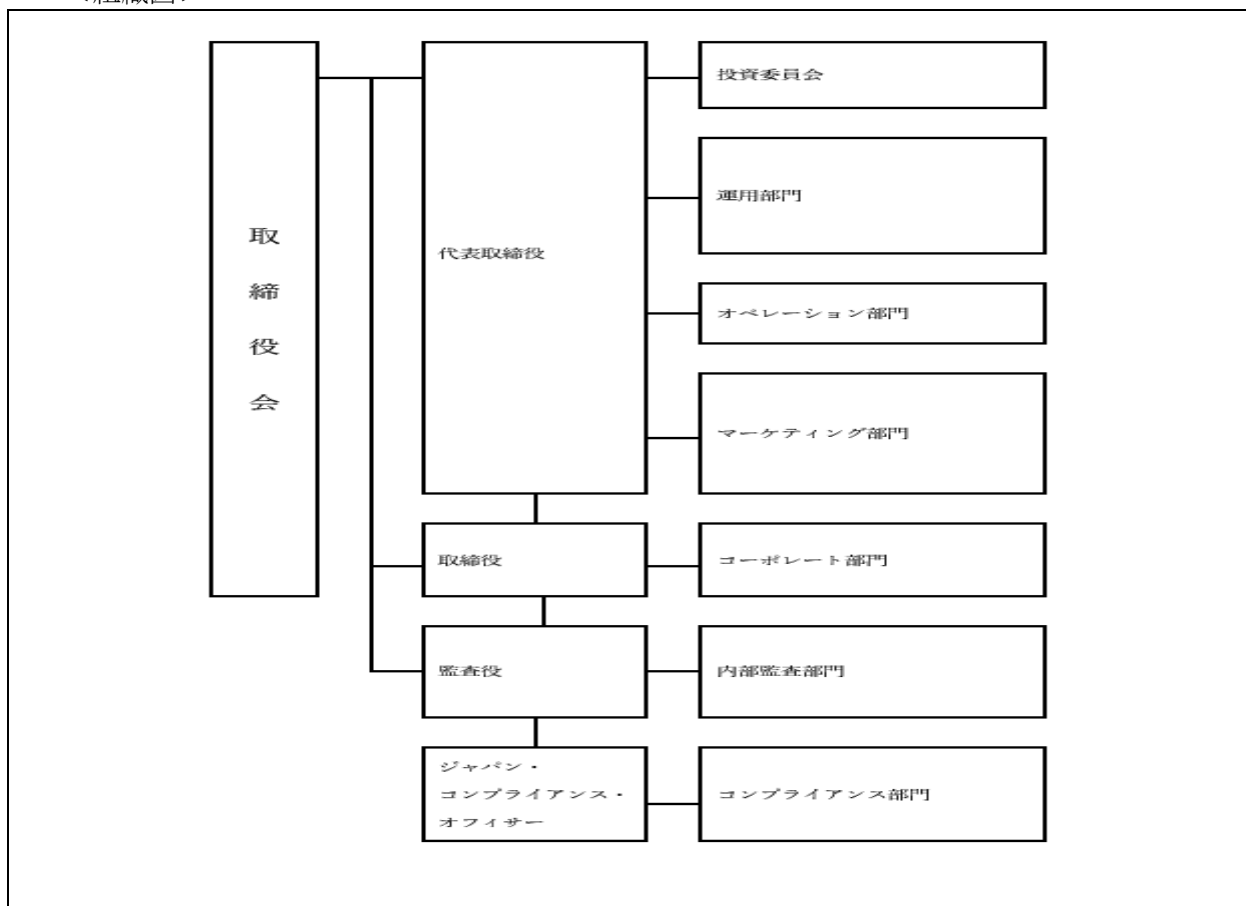 <組織図>
取締役会
代表取締役
投資委員会
運用部門
オペレーション部門
マーケティング部門
取締役
コーポレート部門
監査役
内部監査部門
ジャパン・
コンプライアンス・
オフィサー
コンプライアンス部門